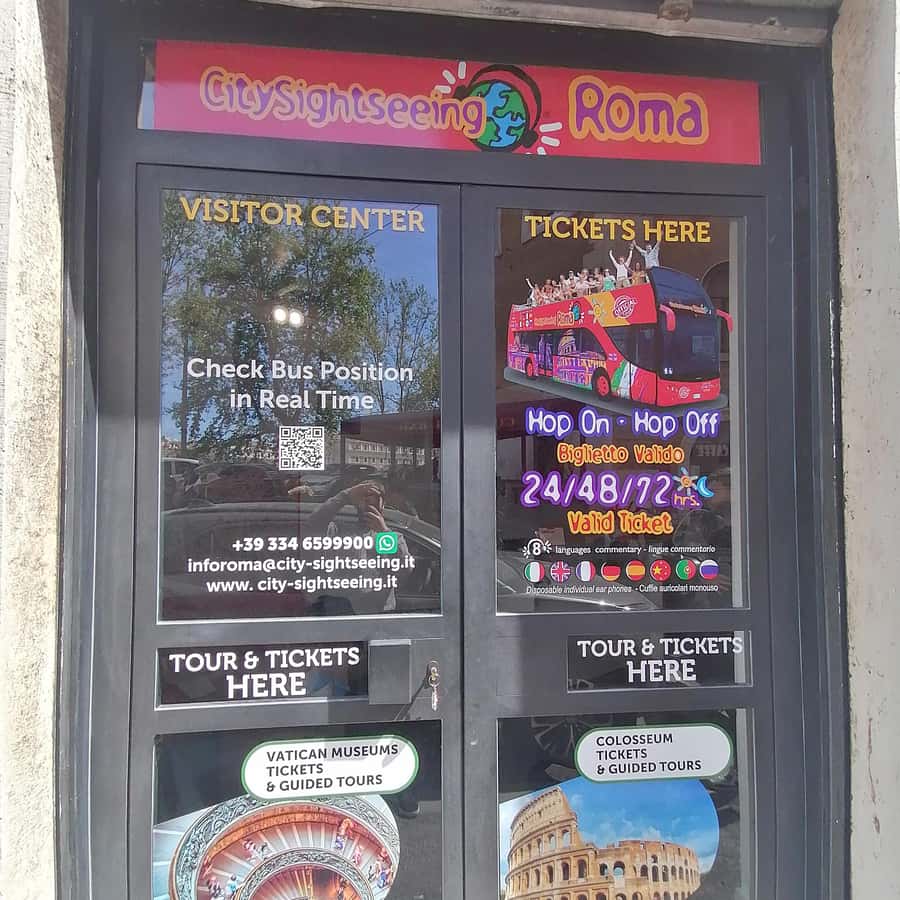 CitySightseeing Roma
VISITOR CENTER
Check Bus Position
in Real Time
+39 334 6599900
inforoma@city-sightseeing.it
www. city-sightseeing.it
TOUR & TICKETS
HERE
VATICAN MUSEUMS
TICKETS
& GUIDED TOURS
TICKETS HERE
Hop On - Hop Off
Biglietto Valido
24/48/72 hrs.
Valid Ticket
8 languages commentary - lingue commentario
Disposable individual ear phones - Cuffie auricolari monouso
TOUR & TICKETS
HERE
COLOSSEUM
TICKETS
& GUIDED TOURS